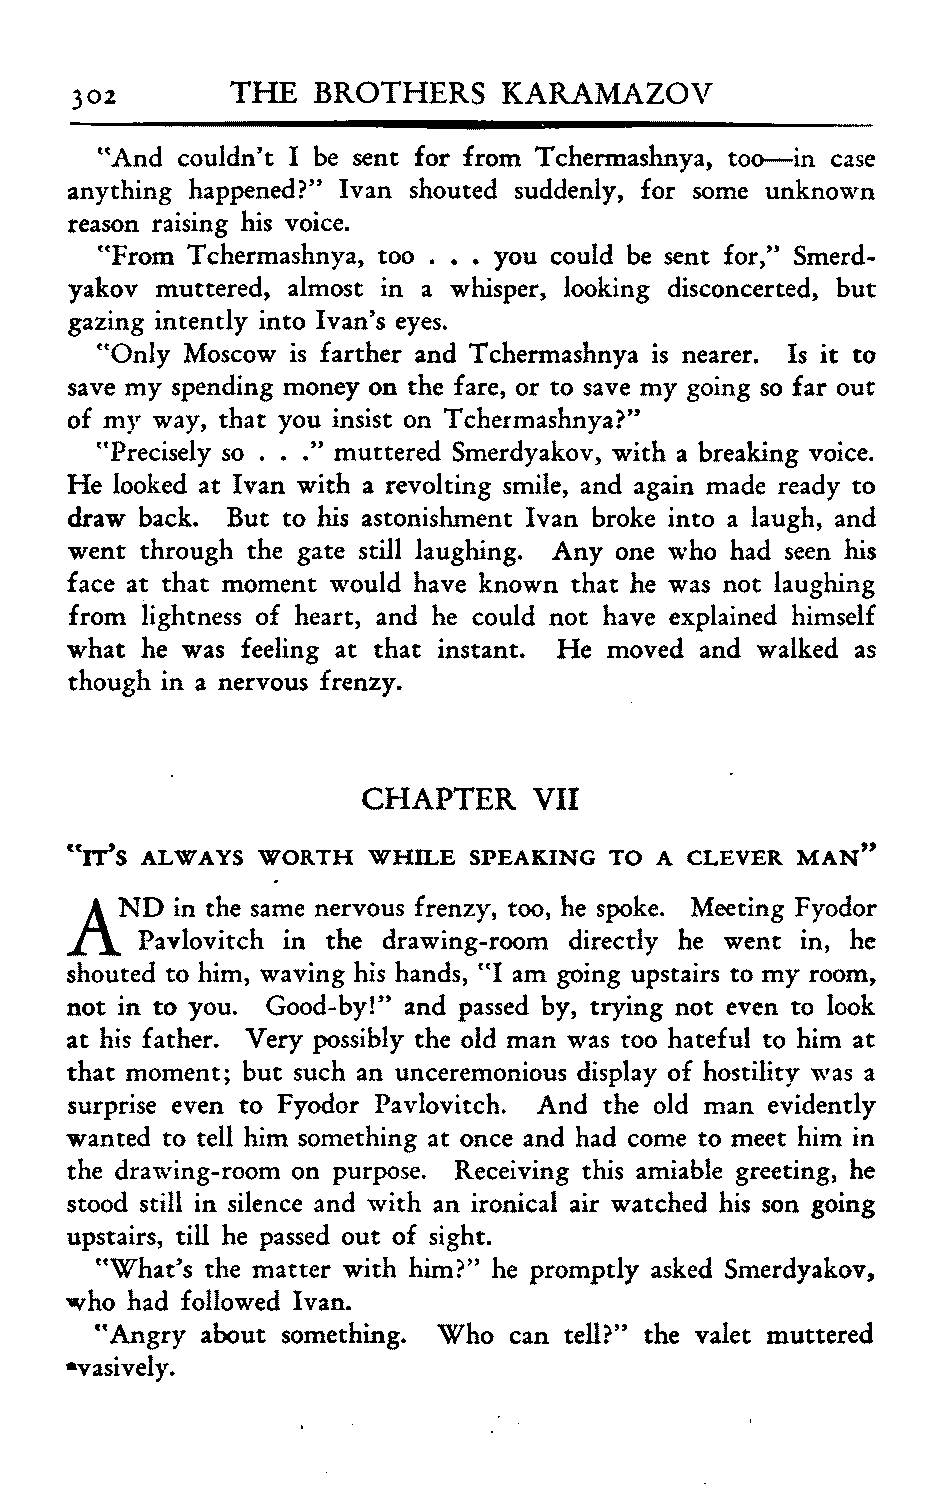 302 THE BROTHERS KARAMAZOV
"And couldn't I be sent for from Tchermashnya, too—in case
anything happened?" Ivan shouted suddenly, for some unknown
reason raising his voice.
"From Tchermashnya, too . . . you could be sent for," Smerd-
yakov muttered, almost in a whisper, looking disconcerted, but
gazing intently into Ivan's eyes.
"Only Moscow is farther and Tchermashnya is nearer. Is it to
save my spending money on the fare, or to save my going so far out
of my way, that you insist on Tchermashnya?"
"Precisely so . . ." muttered Smerdyakov, with a breaking voice.
He looked at Ivan with a revolting smile, and again made ready to
draw back. But to his astonishment Ivan broke into a laugh, and
went through the gate still laughing. Any one who had seen his
face at that moment would have known that he was not laughing
from lightness of heart, and he could not have explained himself
what he was feeling at that instant. He moved and walked as
though in a nervous frenzy.
CHAPTER VII
"IT'S ALWAYS WORTH WHILE SPEAKING TO A CLEVER MAN"
AND in the same nervous frenzy, too, he spoke. Meeting Fyodor
Pavlovitch in the drawing-room directly he went in, he
shouted to him, waving his hands, "I am going upstairs to my room,
not in to you. Good-by!" and passed by, trying not even to look
at his father. Very possibly the old man was too hateful to him at
that moment; but such an unceremonious display of hostility was a
surprise even to Fyodor Pavlovitch. And the old man evidently
wanted to tell him something at once and had come to meet him in
the drawing-room on purpose. Receiving this amiable greeting, he
stood still in silence and with an ironical air watched his son going
upstairs, till he passed out of sight.
"What's the matter with him?" he promptly asked Smerdyakov,
who had followed Ivan.
"Angry about something. Who can tell?" the valet muttered
evasively.